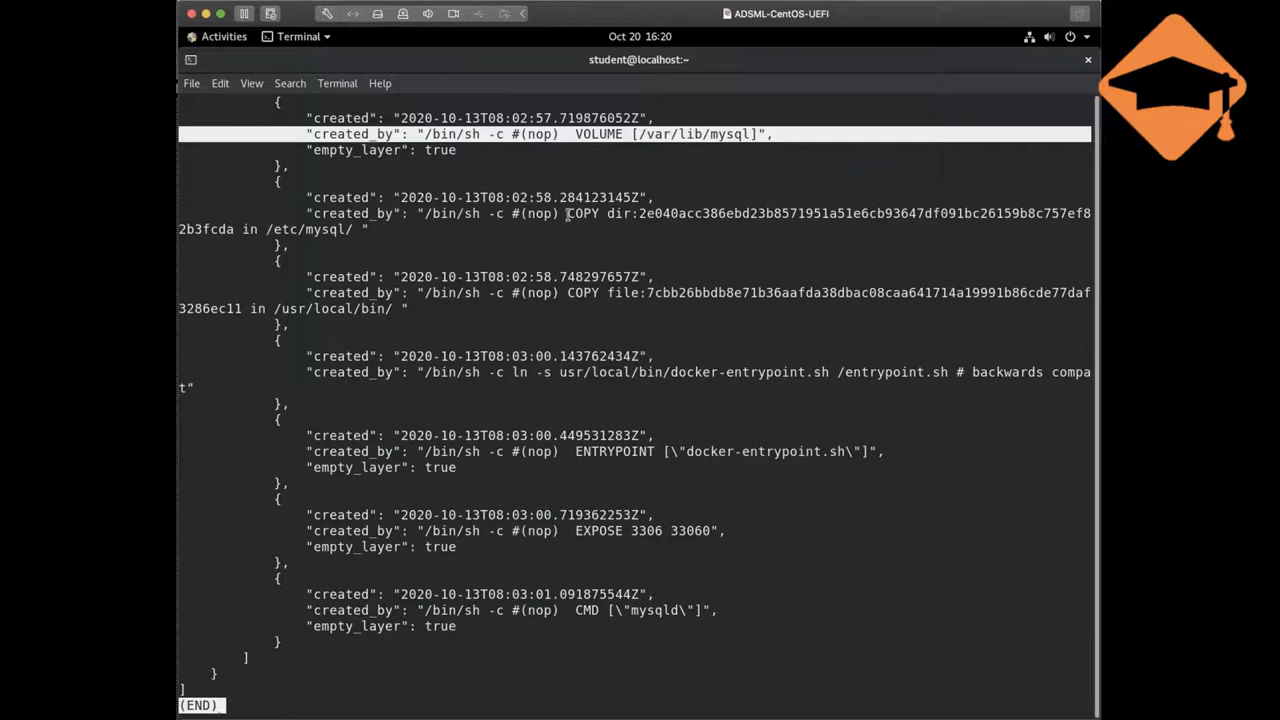 ADSML-CentOS-UEFI
Activities Terminal Oct 20 16:20
student@localhost:~
File Edit View Search Terminal Help
{
"created": "2020-10-13T08:02:57.719876052Z",
"created_by": "/bin/sh -c #(nop)  VOLUME [/var/lib/mysql]",
"empty_layer": true
},
{
"created": "2020-10-13T08:02:58.284123145Z",
"created_by": "/bin/sh -c #(nop) COPY dir:2e040acc386ebd23b8571951a51e6cb93647df091bc26159b8c757ef8
2b3fcda in /etc/mysql/ "
},
{
"created": "2020-10-13T08:02:58.748297657Z",
"created_by": "/bin/sh -c #(nop) COPY file:7cbb26bbdb8e71b36aafda38dbac08caa641714a19991b86cde77daf
3286ec11 in /usr/local/bin/ "
},
{
"created": "2020-10-13T08:03:00.143762434Z",
"created_by": "/bin/sh -c ln -s usr/local/bin/docker-entrypoint.sh /entrypoint.sh # backwards compa
t"
},
{
"created": "2020-10-13T08:03:00.449531283Z",
"created_by": "/bin/sh -c #(nop)  ENTRYPOINT [\"docker-entrypoint.sh\"]",
"empty_layer": true
},
{
"created": "2020-10-13T08:03:00.719362253Z",
"created_by": "/bin/sh -c #(nop)  EXPOSE 3306 33060",
"empty_layer": true
},
{
"created": "2020-10-13T08:03:01.091875544Z",
"created_by": "/bin/sh -c #(nop)  CMD [\"mysqld\"]",
"empty_layer": true
}
]
}
]
(END)